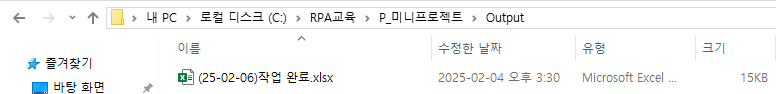 내 PC > 로컬 디스크 (C:) > RPA교육 > P_미니프로젝트 > Output
이름 수정한 날짜 유형 크기
즐겨찾기
(25-02-06)작업 완료.xlsx 2025-02-04 오후 3:30 Microsoft Excel ... 15KB
바탕 화면